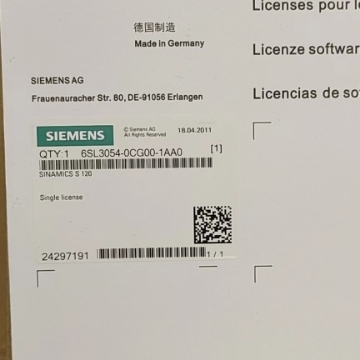 Licenses pour l
德国制造
Made in Germany
Licenze softwar
SIEMENS AG
Frauenauracher Str. 80, DE-91056 Erlangen
Licencias de so
SIEMENS
© Siemens AG
All Rights Reserved
18.04.2011
QTY:1 6SL3054-0CG00-1AA0 [1]
SINAMICS S 120
Single license
24297191
1 / 1